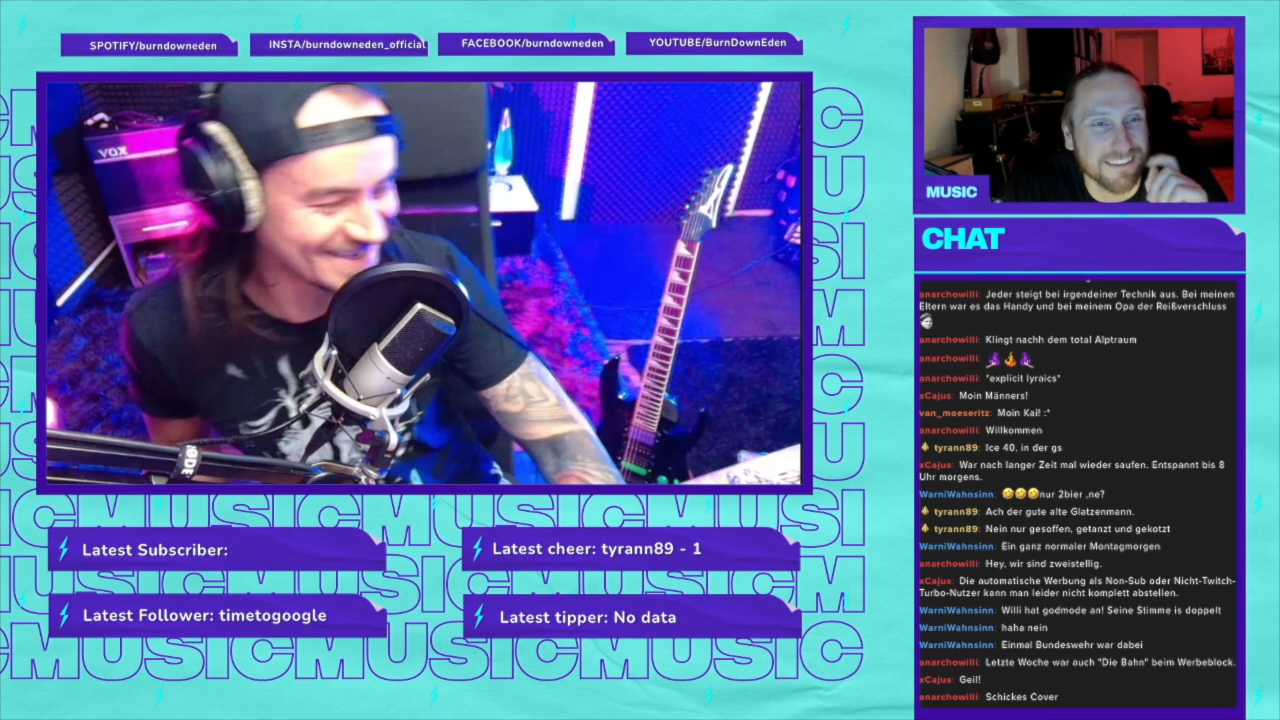 SPOTIFY/burndowneden
INSTA/burndowneden_official
FACEBOOK/burndowneden
YOUTUBE/BurnDownEden
VOX
MUSIC
CHAT
anarchowilli: Jeder steigt bei irgendeiner Technik aus. Bei meinen
Eltern war es das Handy und bei meinem Opa der Reißverschluss
anarchowilli: Klingt nachh dem total Alptraum
anarchowilli:
anarchowilli: *explicit lyraics*
xCajus: Moin Männers!
van_moeseritz: Moin Kai! :*
anarchowilli: Willkommen
tyrann89: Ice 40. in der gs
xCajus: War nach langer Zeit mal wieder saufen. Entspannt bis 8
Uhr morgens.
WarniWahnsinn: 🤣🤣🤣nur 2bier ,ne?
tyrann89: Ach der gute alte Glatzenmann.
tyrann89: Nein nur gesoffen, getanzt und gekotzt
WarniWahnsinn: Ein ganz normaler Montagmorgen
anarchowilli: Hey, wir sind zweistellig.
xCajus: Die automatische Werbung als Non-Sub oder Nicht-Twitch-
Turbo-Nutzer kann man leider nicht komplett abstellen.
WarniWahnsinn: Willi hat godmode an! Seine Stimme is doppelt
WarniWahnsinn: haha nein
WarniWahnsinn: Einmal Bundeswehr war dabei
anarchowilli: Letzte Woche war auch "Die Bahn" beim Werbeblock.
xCajus: Geil!
anarchowilli: Schickes Cover
Latest Subscriber:
Latest cheer: tyrann89 - 1
Latest Follower: timetogoogle
Latest tipper: No data
MUSICMUSICMUSI
MUSICMUSICMUSIC